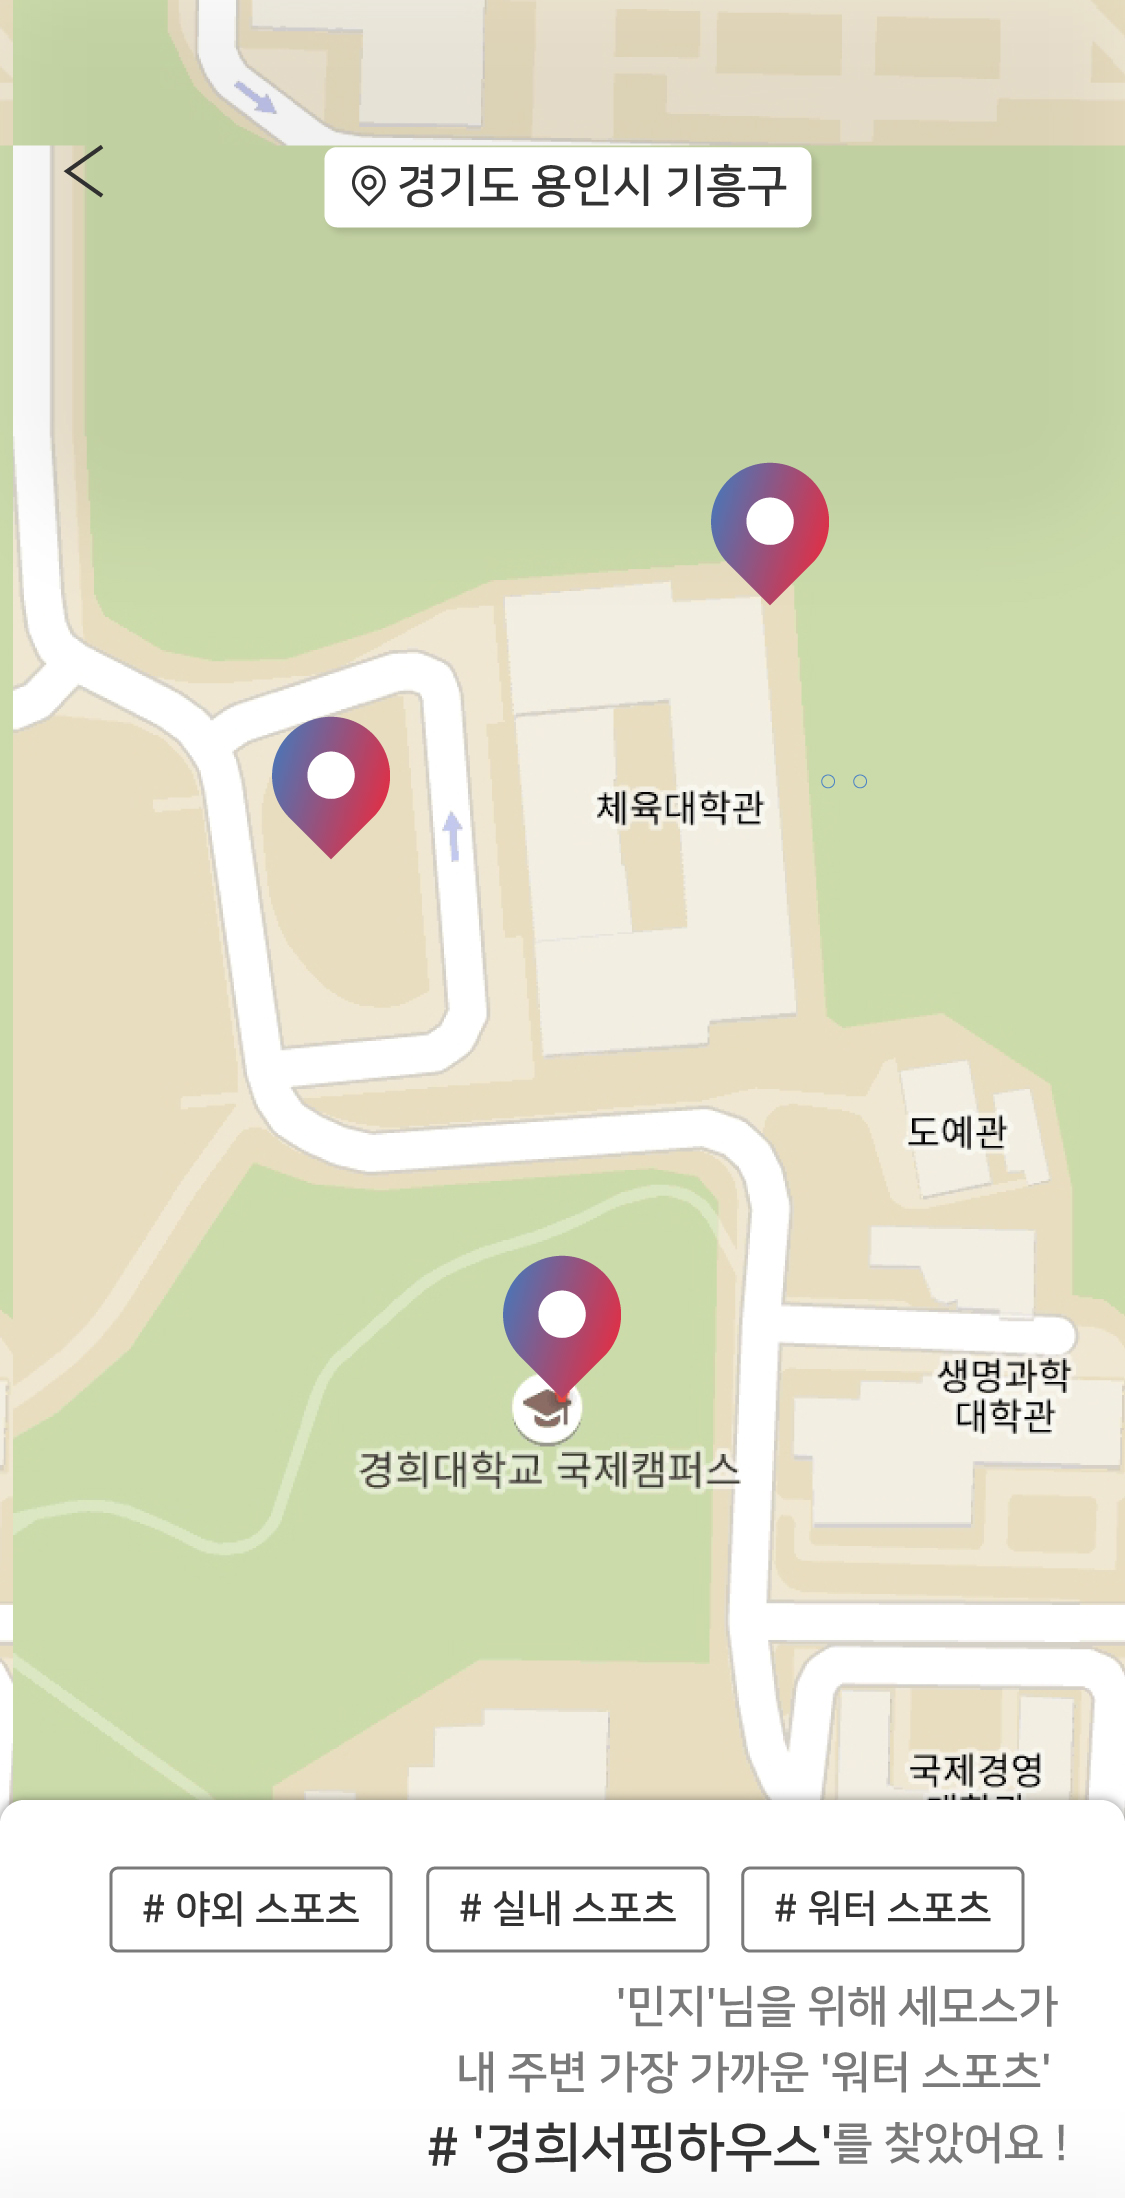 경기도 용인시 기흥구
체육대학관
도예관
생명과학
대학관
경희대학교 국제캠퍼스
국제경영
# 야외 스포츠
# 실내 스포츠
# 워터 스포츠
'민지'님을 위해 세모스가
내 주변 가장 가까운 '워터 스포츠'
# '경희서핑하우스'를 찾았어요 !